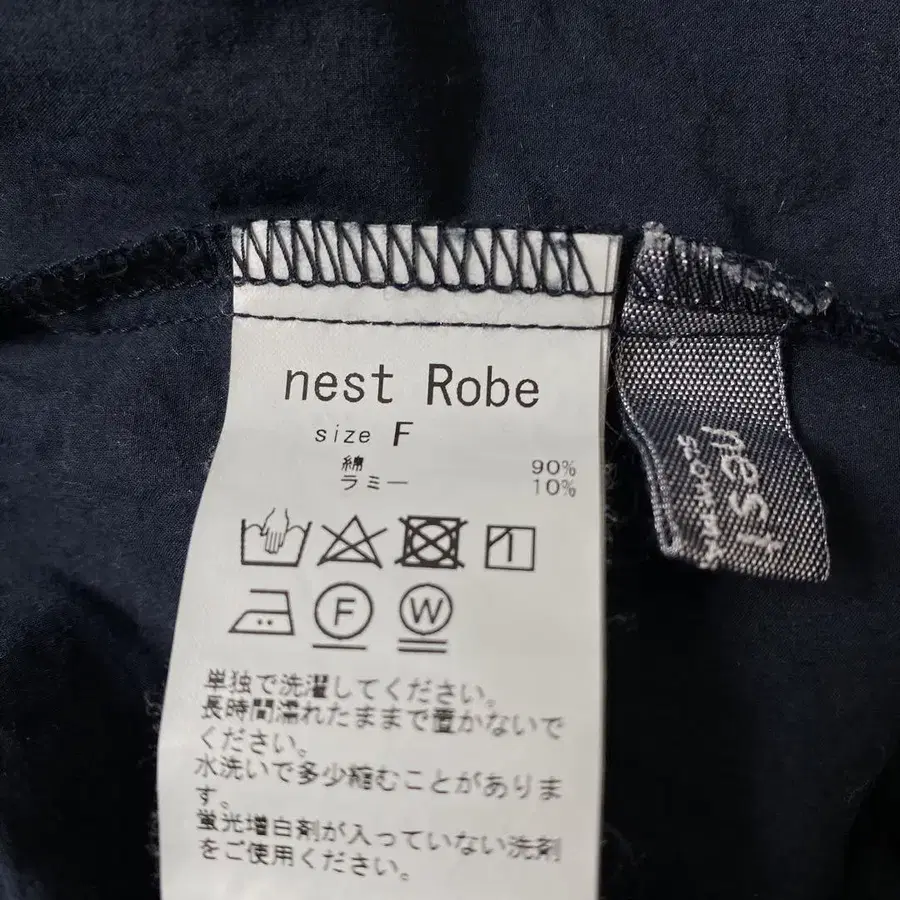 nest Robe
size F
綿 90%
ラミー 10%
F W
単独で洗濯してください。
長時間濡れたままで置かないで
ください。
水洗いで多少縮むことがありま
す。
蛍光増白剤が入っていない洗剤
をご使用ください。
nest